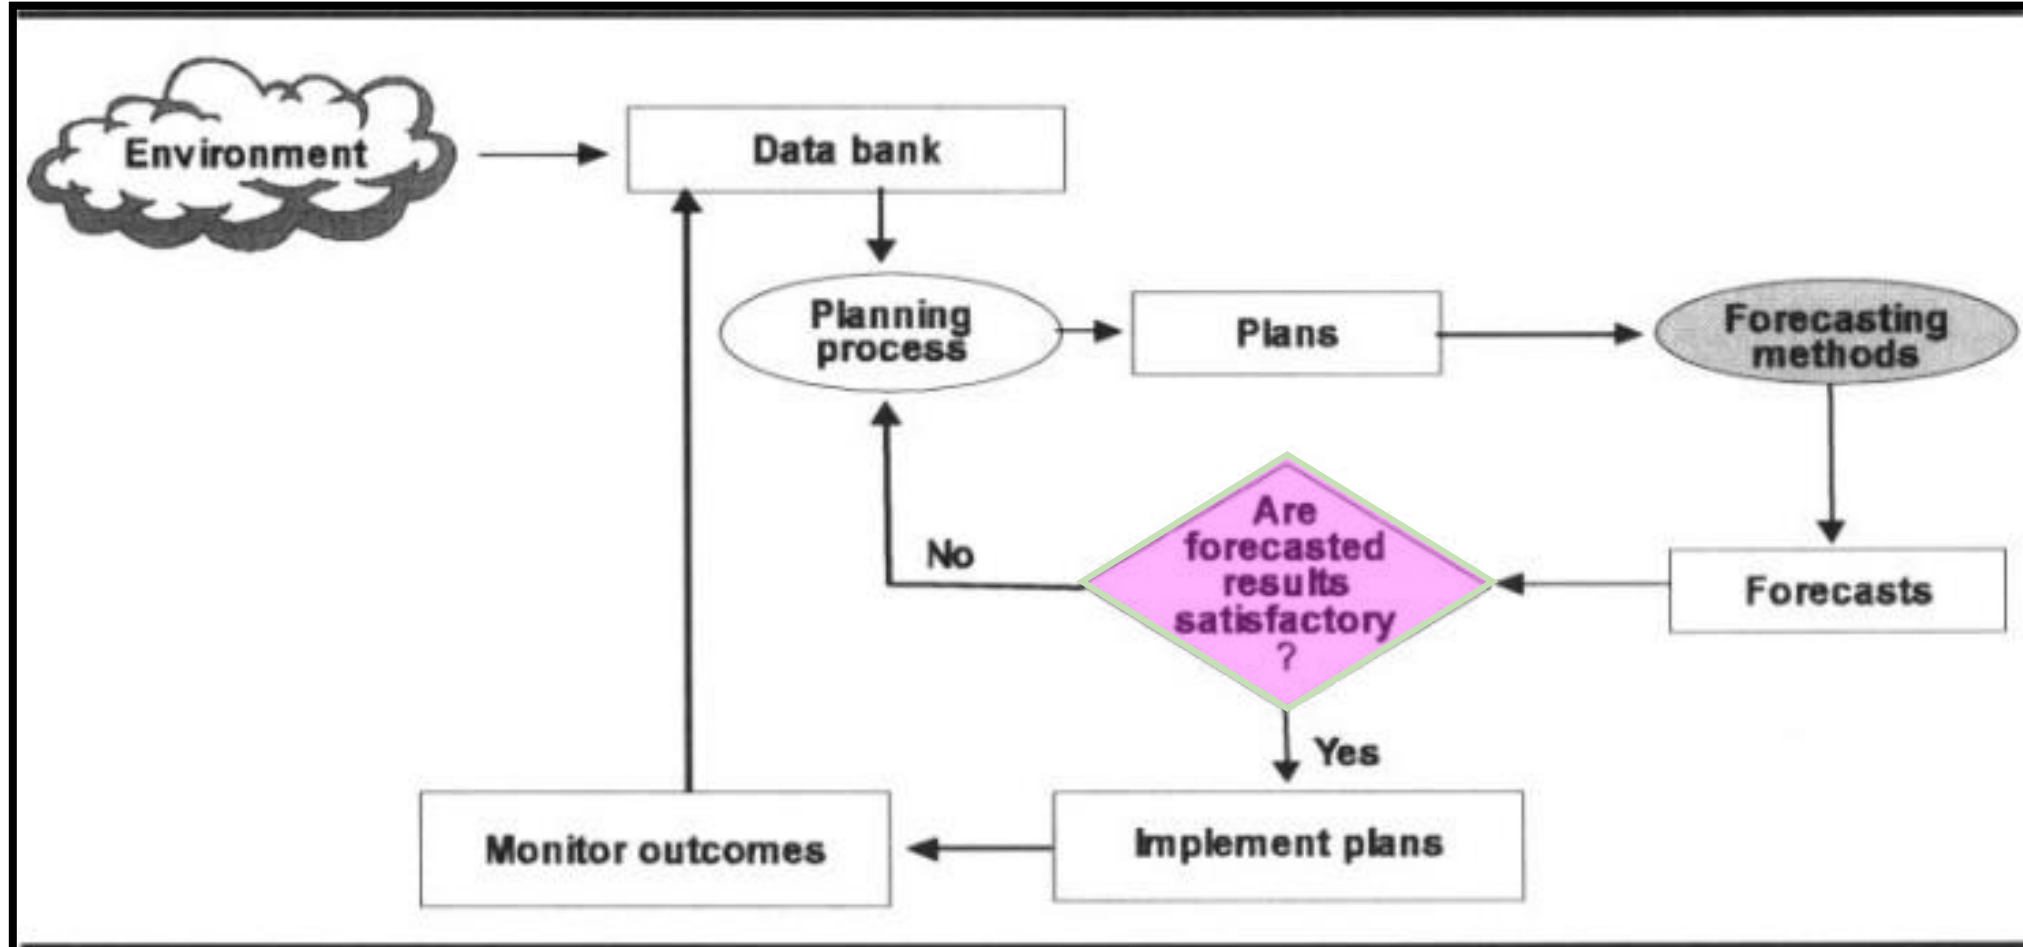 Environment
Data bank
Planning
process
Plans
Forecasting
methods
No
Are
forecasted
results
satisfactory
?
Forecasts
Yes
Monitor outcomes
Implement plans